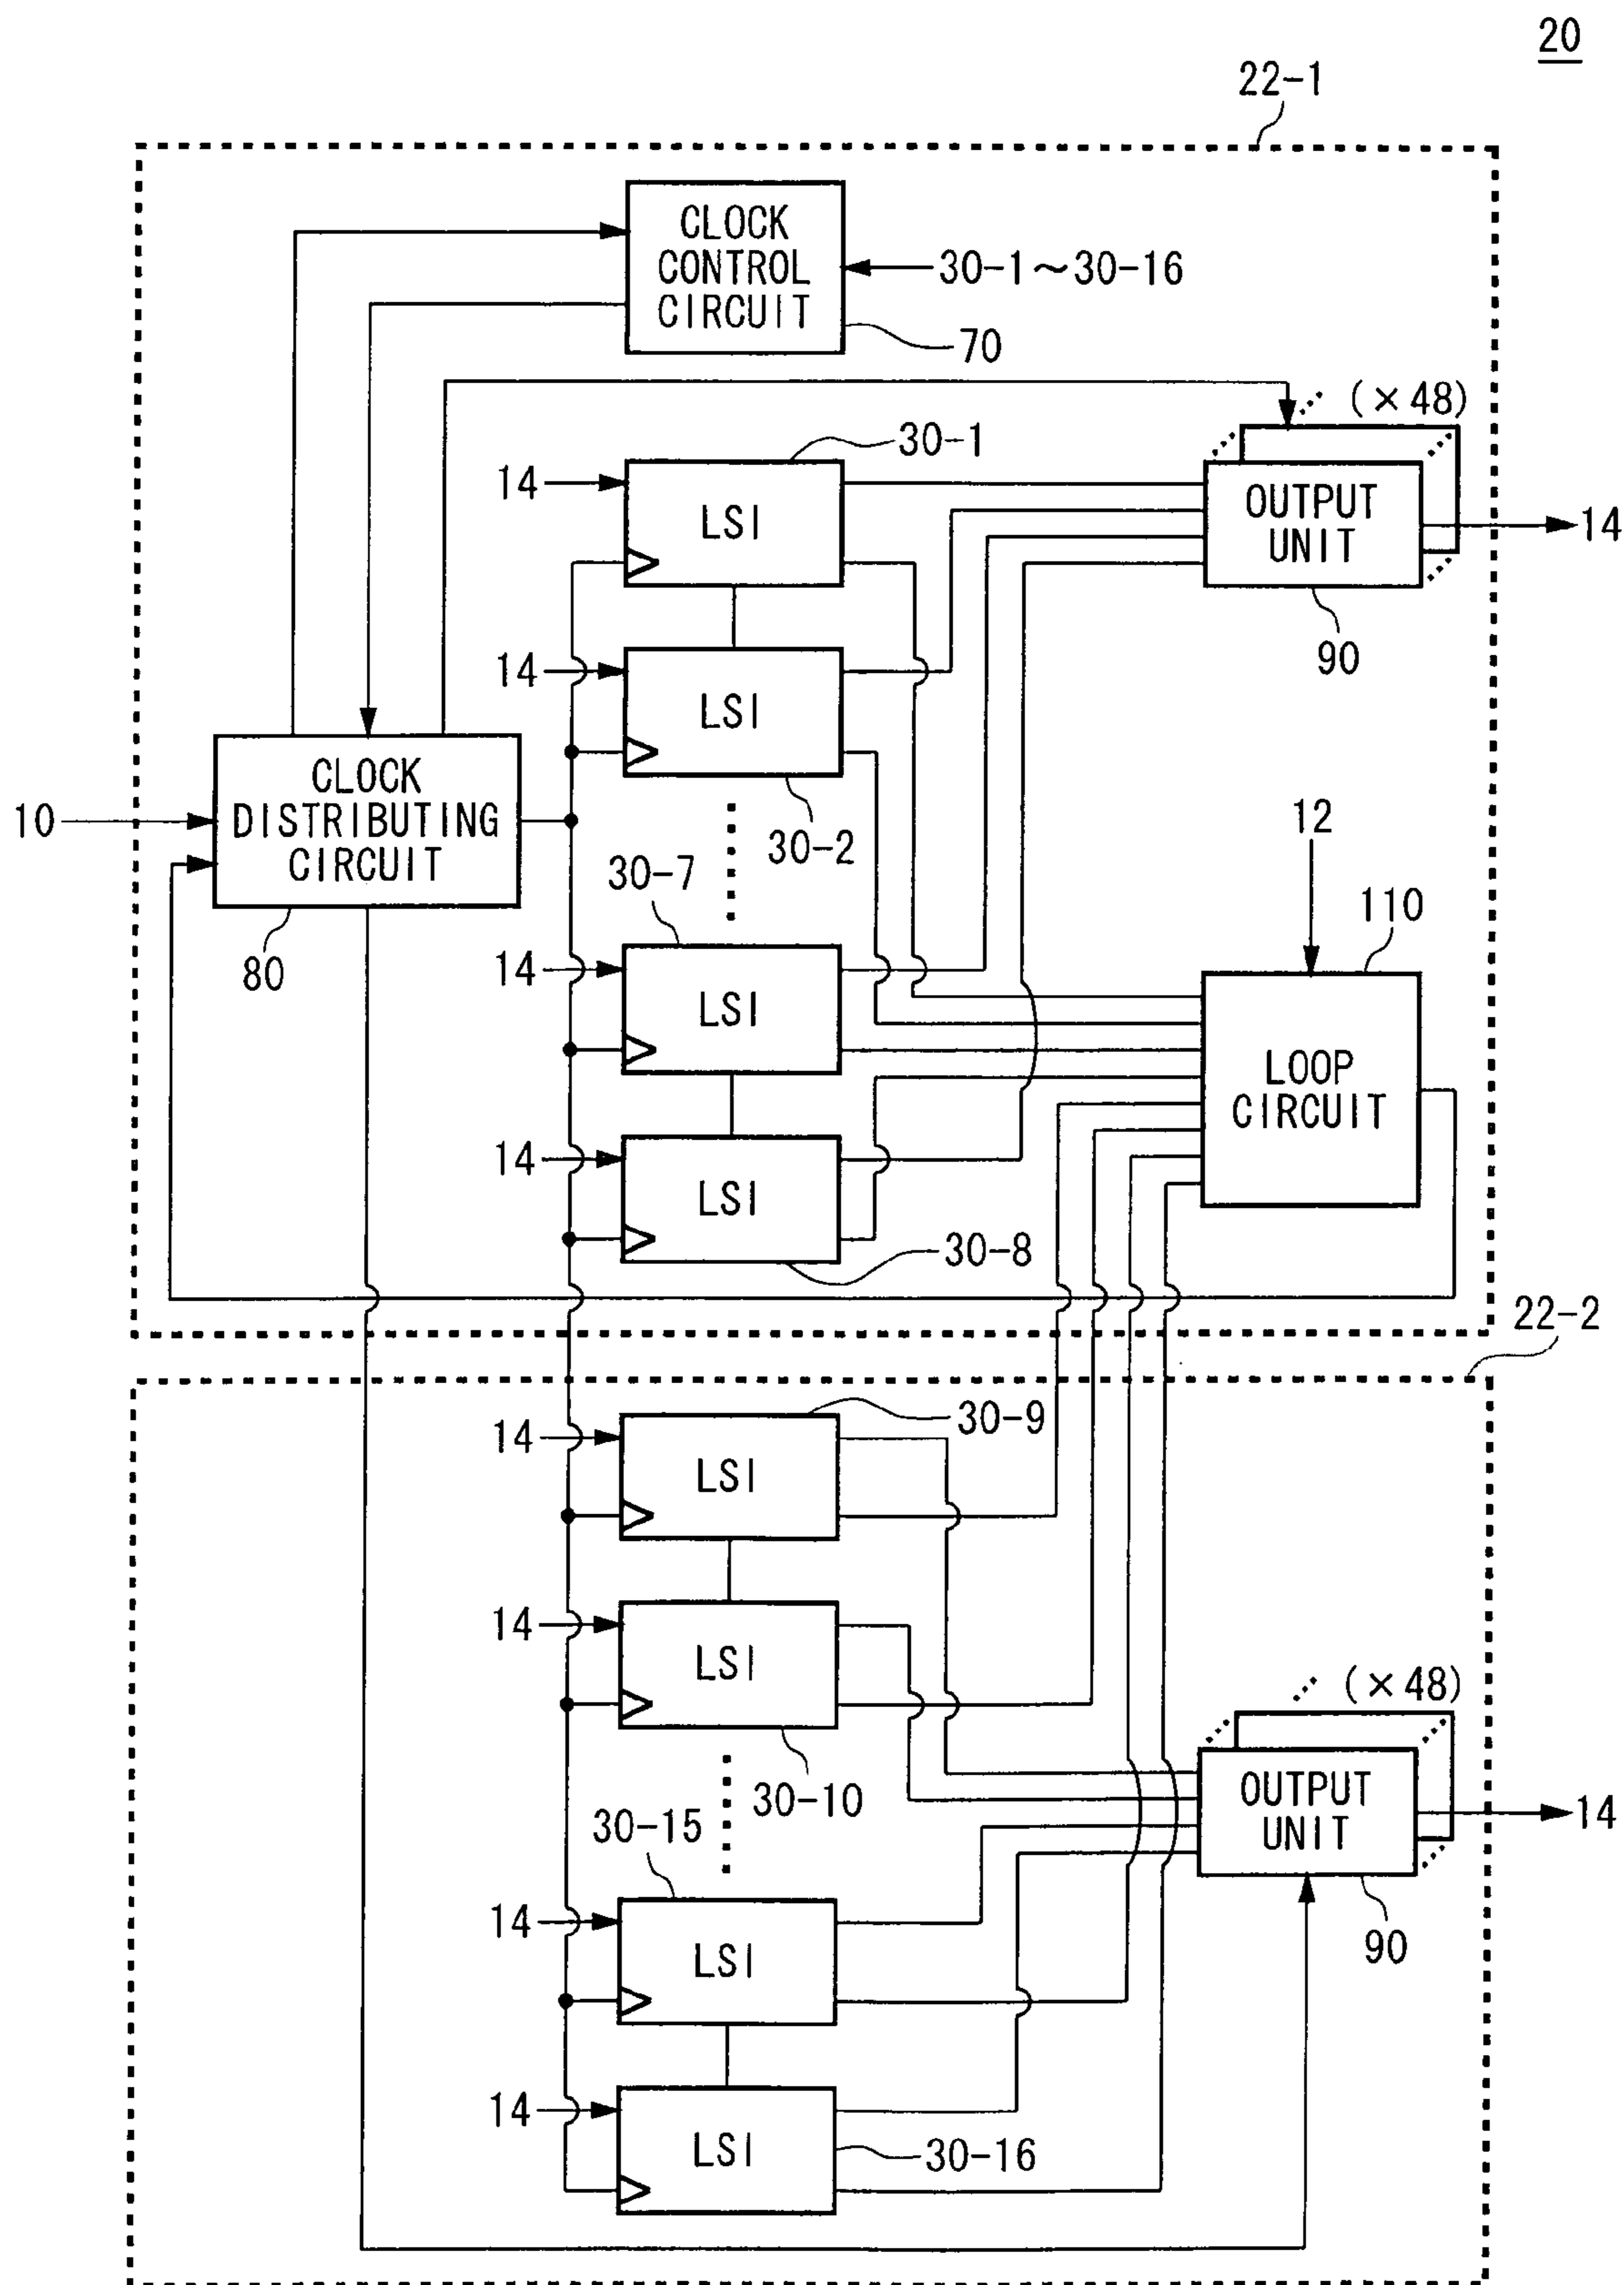 20
22-1
CLOCK
CONTROL
CIRCUIT
30-1～30-16
70
(×48)
30-1
14
LSI
OUTPUT
UNIT
14
14
LSI
90
CLOCK
DISTRIBUTING
CIRCUIT
10
12
30-2
30-7
110
80
14
LSI
LOOP
CIRCUIT
14
LSI
30-8
22-2
30-9
14
LSI
14
LSI
(×48)
30-10
OUTPUT
UNIT
14
30-15
14
LSI
90
14
LSI
30-16